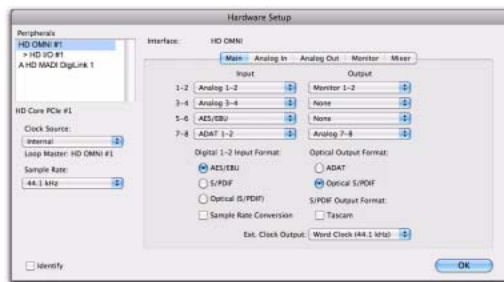 Hardware Setup
Peripherals
HD OMNI #1
> HD I/O #1
A HD MADI DigiLink 1
Interface: HD OMNI
Main Analog In Analog Out Monitor Mixer
Input Output
1-2 Analog 1-2 Monitor 1-2
3-4 Analog 3-4 None
5-6 AES/EBU None
7-8 ADAT 1-2 Analog 7-8
HD Core PCIe #1
Clock Source:
Internal
Loop Master: HD OMNI #1
Sample Rate:
44.1 kHz
Digital 1-2 Input Format:
AES/EBU
S/PDIF
Optical (S/PDIF)
Sample Rate Conversion
Optical Output Format:
ADAT
Optical S/PDIF
S/PDIF Output Format:
Tascam
Ext. Clock Output: Word Clock (44.1 kHz)
Identify
OK